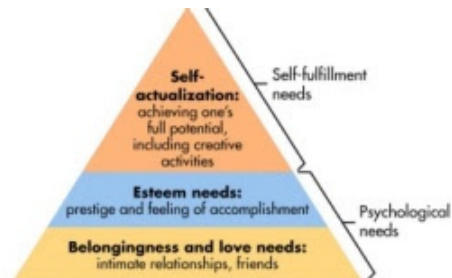 Self-
actualization:
achieving one's
full potential,
including creative
activities
Self-fulfillment
needs
Esteem needs:
prestige and feeling of accomplishment
Psychological
needs
Belongingness and love needs:
intimate relationships, friends